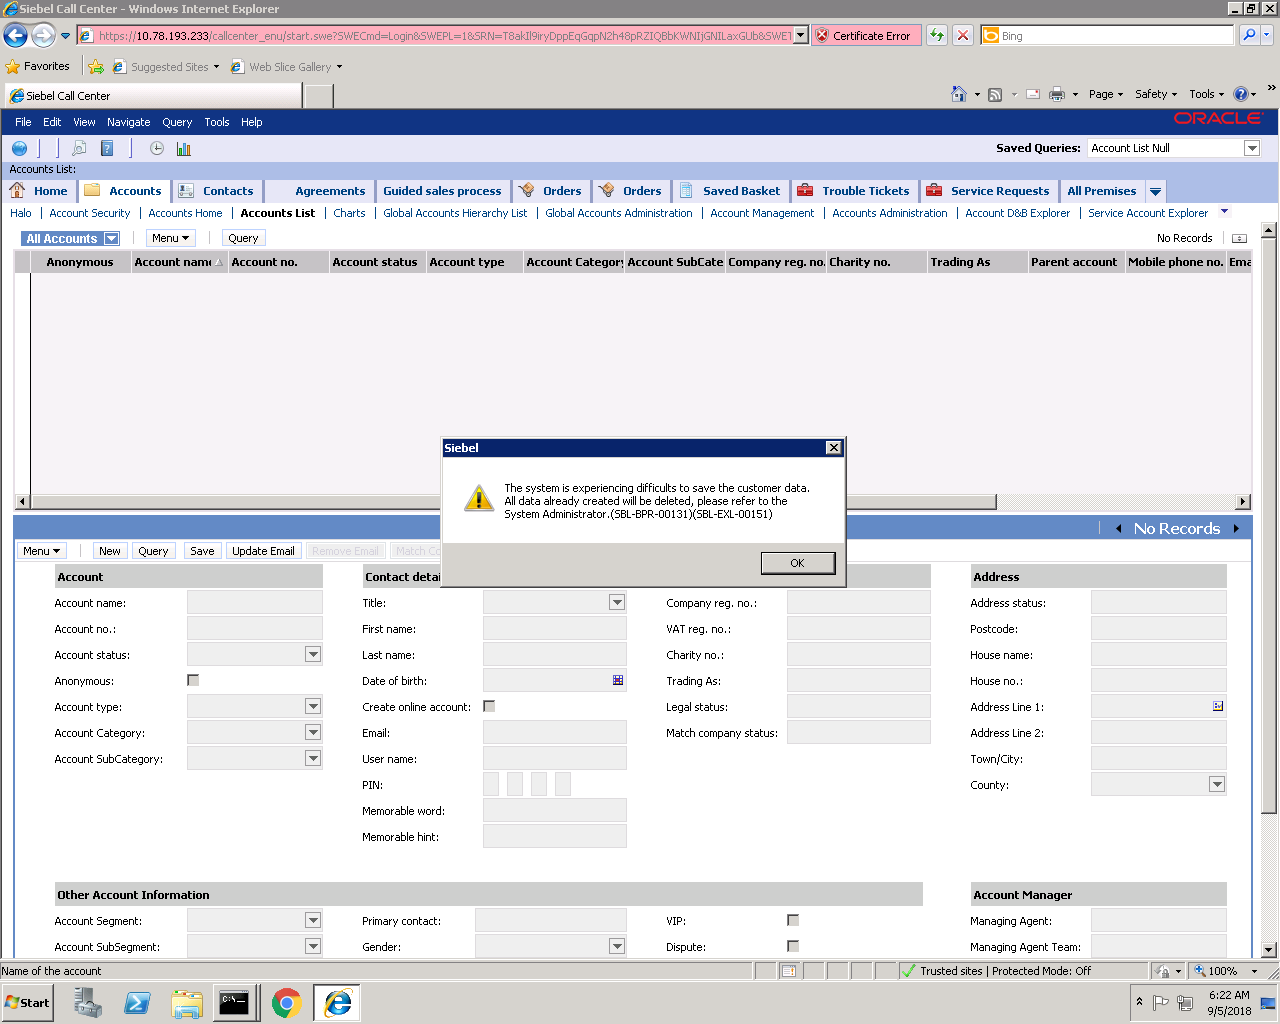 Siebel Call Center - Windows Internet Explorer
https://10.78.193.233/callcenter_enu/start.swe?SWECmd=Login&SWEPL=1&SRN=
Certificate Error
Bing
Favorites
Suggested Sites
Web Slice Gallery
Siebel Call Center
Page
Safety
Tools
File Edit View Navigate Query Tools Help
ORACLE
Saved Queries: Account List Null
Accounts List:
Home Accounts Contacts Agreements Guided sales process Orders Orders Saved Basket Trouble Tickets Service Requests All Premises
Halo | Account Security | Accounts Home | Accounts List | Charts | Global Accounts Hierarchy List | Global Accounts Administration | Account Management | Accounts Administration | Account D&B Explorer | Service Account Explorer
All Accounts Menu Query No Records
Anonymous Account name Account no. Account status Account type Account Category Account SubCate Company reg. no. Charity no. Trading As Parent account Mobile phone no. Ema
Siebel
The system is experiencing difficults to save the customer data.
All data already created will be deleted, please refer to the
System Administrator.(SBL-BPR-00131)(SBL-EXL-00151)
OK
No Records
Menu New Query Save Update Email Remove Email Match Co
Account Contact detai Address
Account name: Title: Company reg. no.: Address status:
Account no.: First name: VAT reg. no.: Postcode:
Account status: Last name: Charity no.: House name:
Anonymous: Date of birth: Trading As: House no.:
Account type: Create online account: Legal status: Address Line 1:
Account Category: Email: Match company status: Address Line 2:
Account SubCategory: User name: Town/City:
PIN: County:
Memorable word:
Memorable hint:
Other Account Information Account Manager
Account Segment: Primary contact: VIP: Managing Agent:
Account SubSegment: Gender: Dispute: Managing Agent Team:
Name of the account
Trusted sites | Protected Mode: Off
100%
Start
6:22 AM
9/5/2018